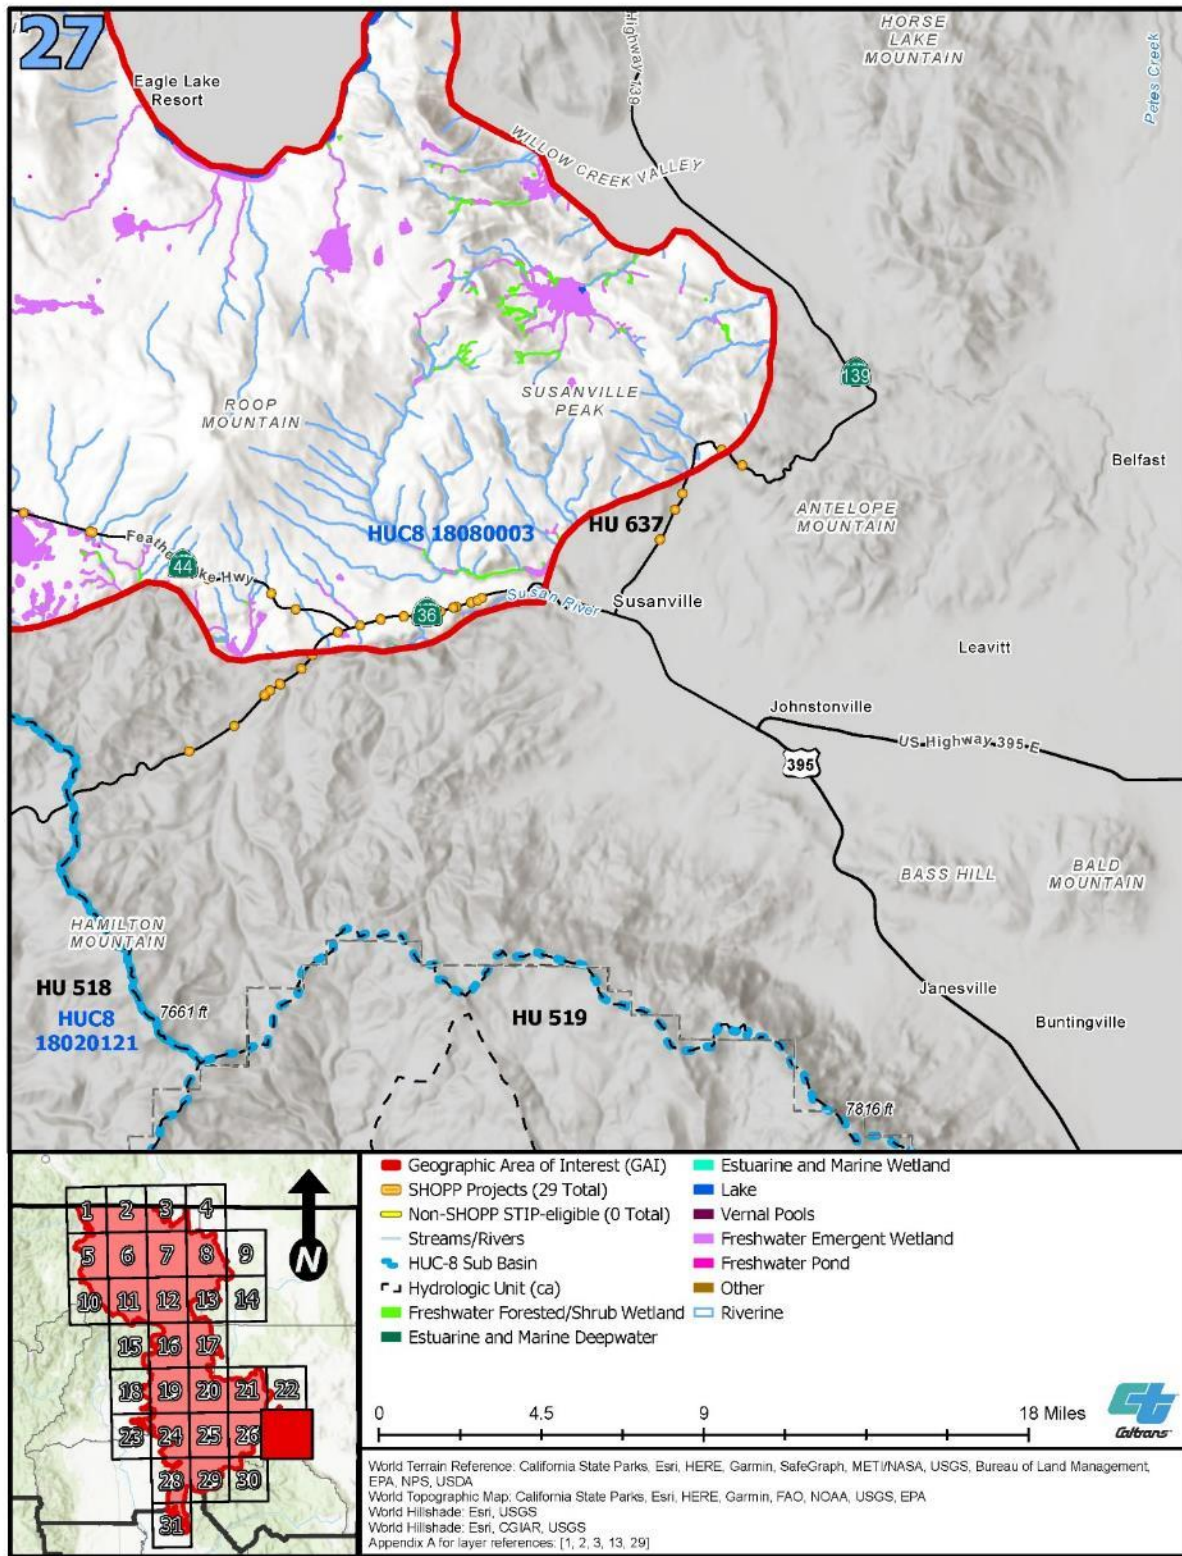 27
Eagle Lake
Resort
Highway 139
HORSE
LAKE
MOUNTAIN
Petes Creek
WILLOW CREEK VALLEY
139
ROOP
MOUNTAIN
SUSANVILLE
PEAK
Belfast
ANTELOPE
MOUNTAIN
HUC8 18080003
HU 637
Feather Lake Hwy
44
36
Susan River
Susanville
Leavitt
Johnstonville
US Highway 395 E
395
BASS HILL
BALD
MOUNTAIN
HAMILTON
MOUNTAIN
HU 518
HUC8
18020121
7661 ft
HU 519
Janesville
Buntingville
7816 ft
1 2 3 4
5 6 7 8 9
10 11 12 13 14
15 16 17
18 19 20 21 22
23 24 25 26
28 29 30
31
N
Geographic Area of Interest (GAI)
SHOPP Projects (29 Total)
Non-SHOPP STIP-eligible (0 Total)
Streams/Rivers
HUC-8 Sub Basin
Hydrologic Unit (ca)
Freshwater Forested/Shrub Wetland
Estuarine and Marine Deepwater
Estuarine and Marine Wetland
Lake
Vernal Pools
Freshwater Emergent Wetland
Freshwater Pond
Other
Riverine
0 4.5 9 18 Miles
Caltrans
World Terrain Reference: California State Parks, Esri, HERE, Garmin, SafeGraph, METI/NASA, USGS, Bureau of Land Management,
EPA, NPS, USDA
World Topographic Map: California State Parks, Esri, HERE, Garmin, FAO, NOAA, USGS, EPA
World Hillshade: Esri, USGS
World Hillshade: Esri, CGIAR, USGS
Appendix A for layer references: [1, 2, 3, 13, 29]